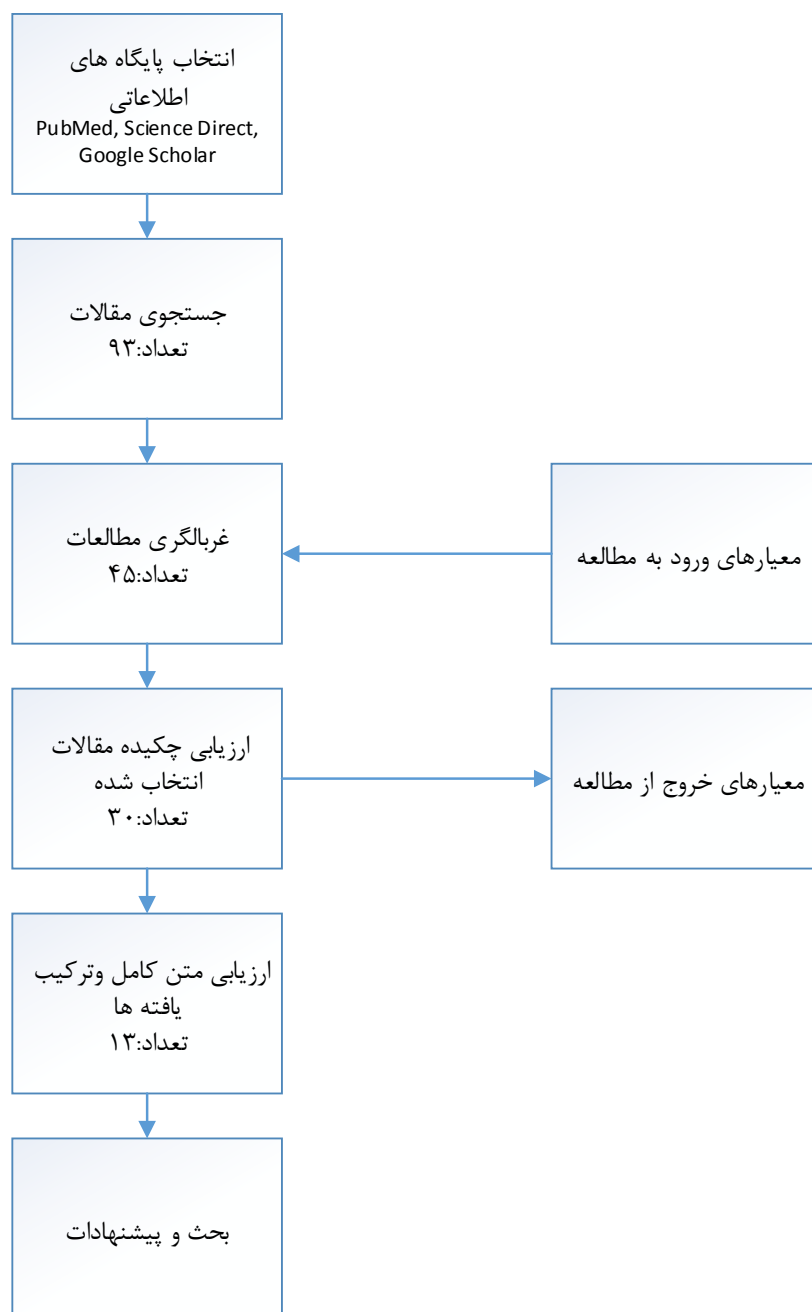 انتخاب پایگاه های
اطلاعاتی
PubMed, Science Direct,
Google Scholar
جستجوی مقالات
تعداد:۹۳
غربالگری مطالعات
تعداد:۴۵
معیارهای ورود به مطالعه
ارزیابی چکیده مقالات
انتخاب شده
تعداد:۳۰
معیارهای خروج از مطالعه
ارزیابی متن کامل وترکیب
یافته ها
تعداد:۱۳
بحث و پیشنهادات